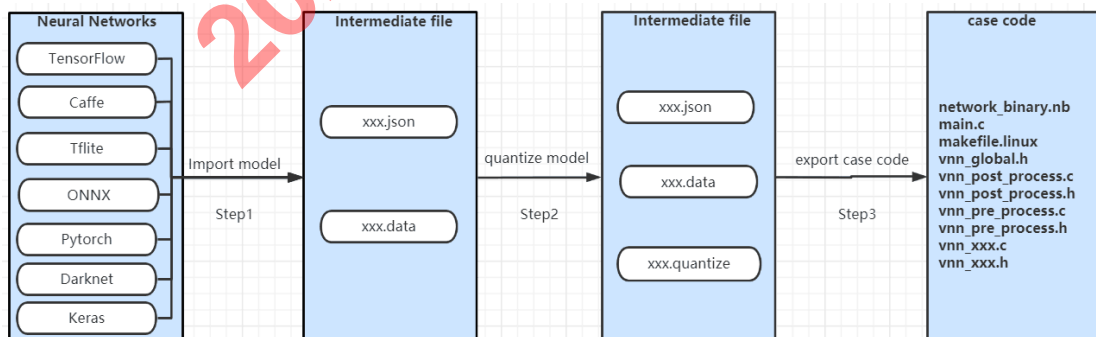 Neural Networks
TensorFlow
Caffe
Tflite
ONNX
Pytorch
Darknet
Keras
Import model
Step1
Intermediate file
xxx.json
xxx.data
quantize model
Step2
Intermediate file
xxx.json
xxx.data
xxx.quantize
export case code
Step3
case code
network_binary.nb
main.c
makefile.linux
vnn_global.h
vnn_post_process.c
vnn_post_process.h
vnn_pre_process.c
vnn_pre_process.h
vnn_xxx.c
vnn_xxx.h